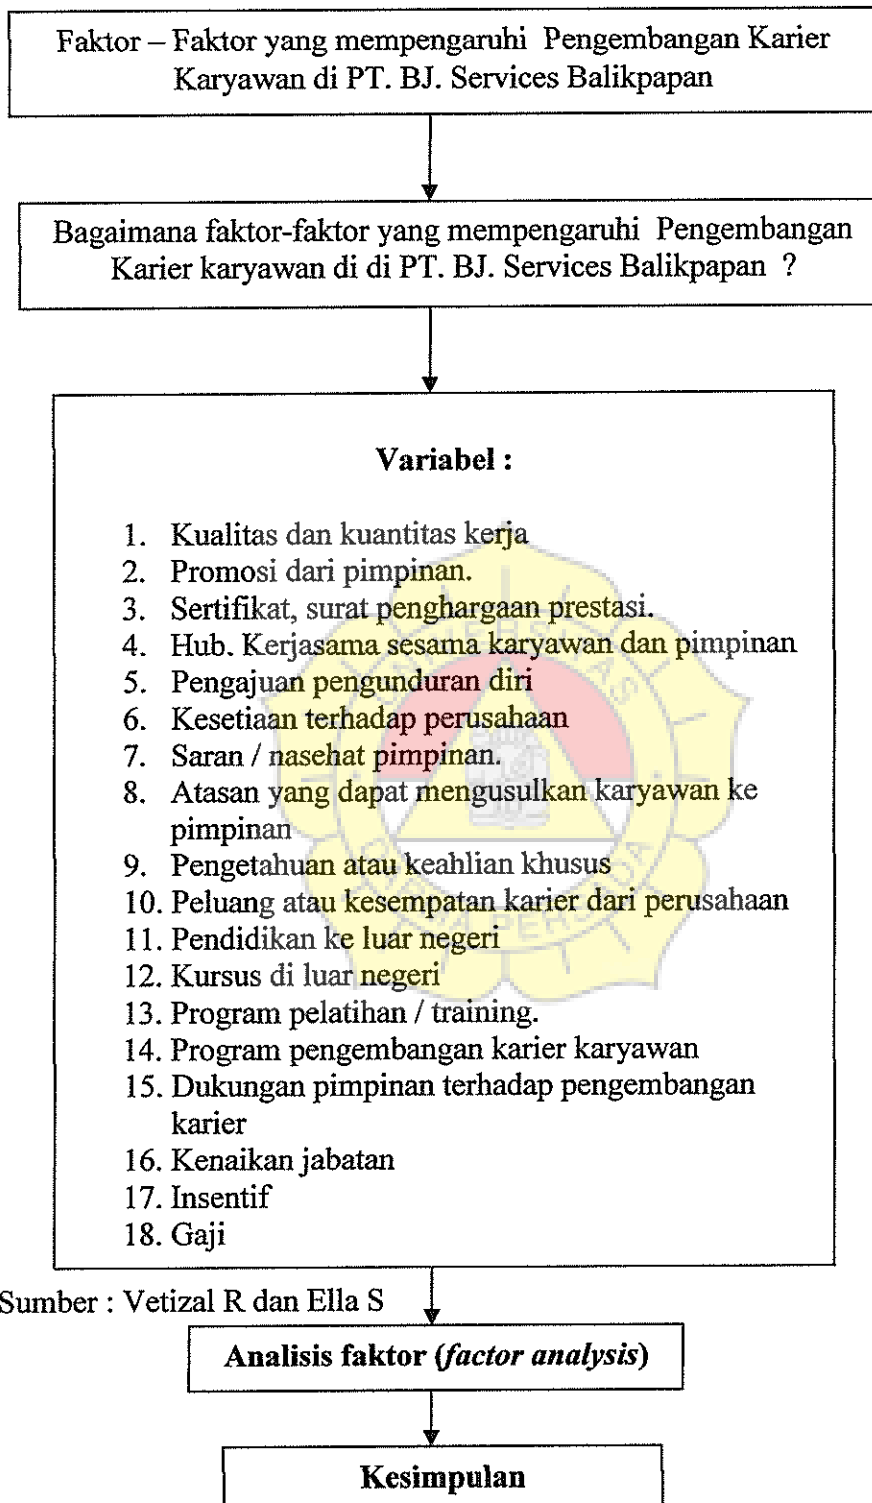 Faktor – Faktor yang mempengaruhi Pengembangan Karier
Karyawan di PT. BJ. Services Balikpapan
Bagaimana faktor-faktor yang mempengaruhi Pengembangan
Karier karyawan di di PT. BJ. Services Balikpapan ?
Variabel :
1. Kualitas dan kuantitas kerja
2. Promosi dari pimpinan.
3. Sertifikat, surat penghargaan prestasi.
4. Hub. Kerjasama sesama karyawan dan pimpinan
5. Pengajuan pengunduran diri
6. Kesetiaan terhadap perusahaan
7. Saran / nasehat pimpinan.
8. Atasan yang dapat mengusulkan karyawan ke
pimpinan
9. Pengetahuan atau keahlian khusus
10. Peluang atau kesempatan karier dari perusahaan
11. Pendidikan ke luar negeri
12. Kursus di luar negeri
13. Program pelatihan / training.
14. Program pengembangan karier karyawan
15. Dukungan pimpinan terhadap pengembangan
karier
16. Kenaikan jabatan
17. Insentif
18. Gaji
Sumber : Vetizal R dan Ella S
Analisis faktor (factor analysis)
Kesimpulan
UNIVERSITAS
DARMA PERSADA